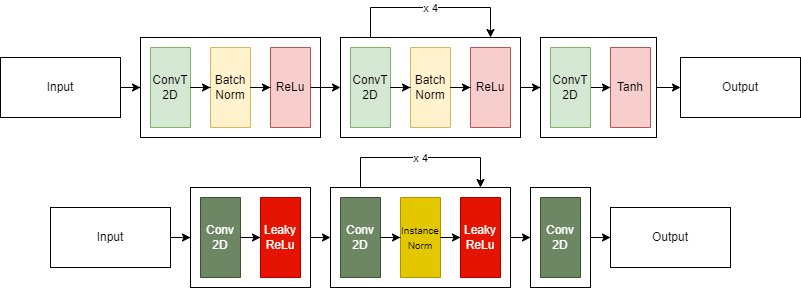 x 4
Input
ConvT
2D
Batch
Norm
ReLu
ConvT
2D
Batch
Norm
ReLu
ConvT
2D
Tanh
Output
x 4
Input
Conv
2D
Leaky
ReLu
Conv
2D
Instance
Norm
Leaky
ReLu
Conv
2D
Output